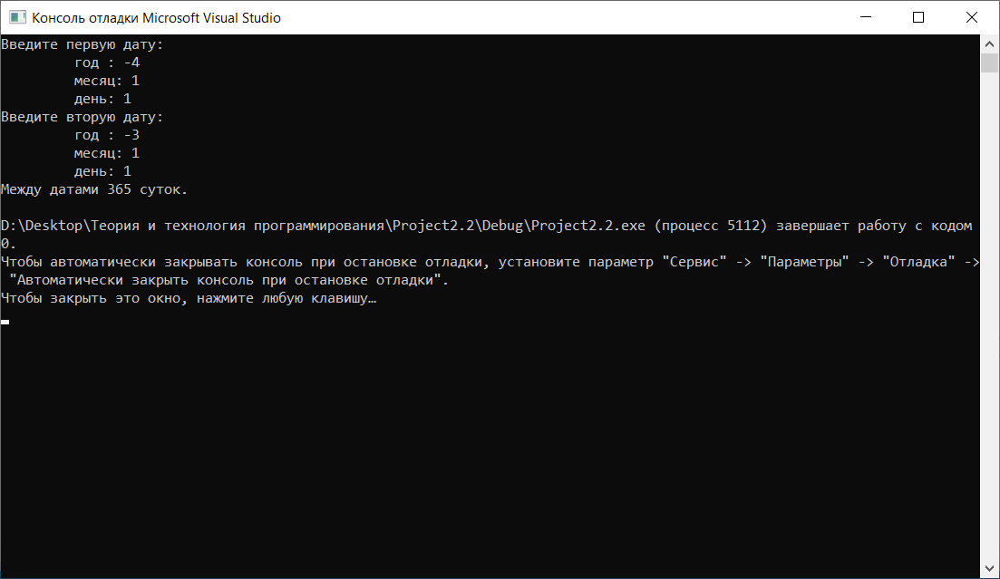 Консоль отладки Microsoft Visual Studio
Введите первую дату:
год : -4
месяц: 1
день: 1
Введите вторую дату:
год : -3
месяц: 1
день: 1
Между датами 365 суток.
D:\Desktop\Теория и технология программирования\Project2.2\Debug\Project2.2.exe (процесс 5112) завершает работу с кодом
0.
Чтобы автоматически закрывать консоль при остановке отладки, установите параметр "Сервис" -> "Параметры" -> "Отладка" ->
"Автоматически закрыть консоль при остановке отладки".
Чтобы закрыть это окно, нажмите любую клавишу…